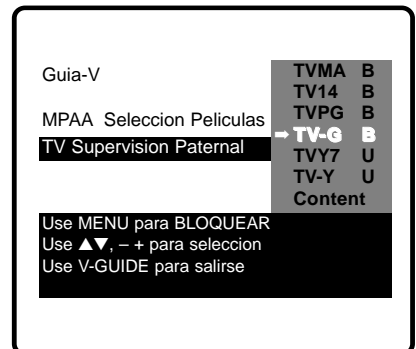 Guia-V
MPAA Seleccion Peliculas
TV Supervision Paternal
TVMA B
TV14 B
TVPG B
➡ TV-G B
TVY7 U
TV-Y U
Content
Use MENU para BLOQUEAR
Use ▲▼, – + para seleccion
Use V-GUIDE para salirse